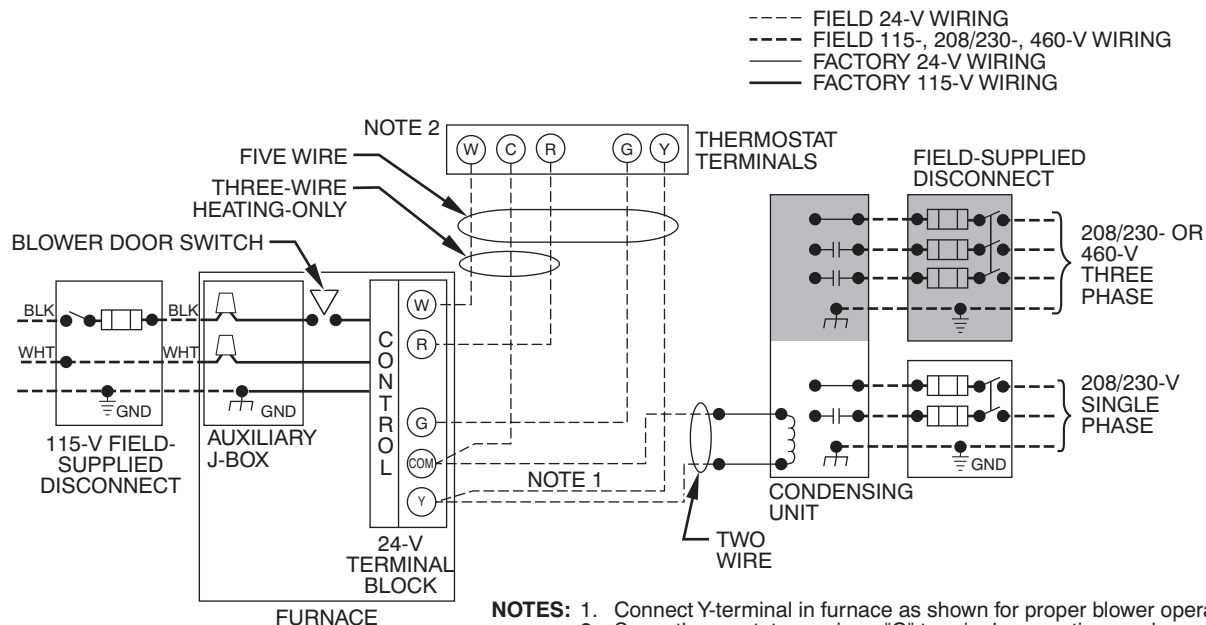 FIELD 24-V WIRING
FIELD 115-, 208/230-, 460-V WIRING
FACTORY 24-V WIRING
FACTORY 115-V WIRING
NOTE 2
W C R G Y
THERMOSTAT
TERMINALS
FIVE WIRE
THREE-WIRE
HEATING-ONLY
BLOWER DOOR SWITCH
FIELD-SUPPLIED
DISCONNECT
208/230- OR
460-V
THREE
PHASE
BLK
BLK
WHT
WHT
GND
GND
115-V FIELD-
SUPPLIED
DISCONNECT
AUXILIARY
J-BOX
CONTROL
W
R
G
COM
Y
NOTE 1
24-V
TERMINAL
BLOCK
FURNACE
TWO
WIRE
CONDENSING
UNIT
208/230-V
SINGLE
PHASE
GND
NOTES: 1. Connect Y-terminal in furnace as shown for proper blower opera